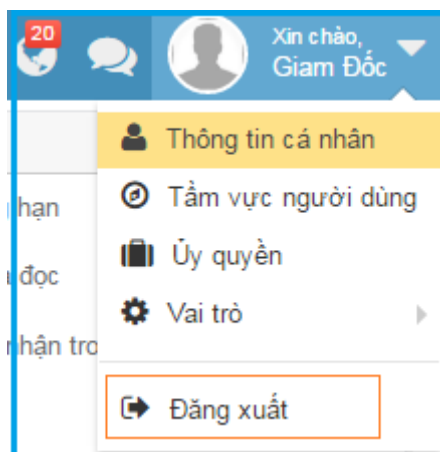 20
Xin chào,
Giam Đốc
Thông tin cá nhân
hạn
Tầm vực người dùng
Ủy quyền
đọc
Vai trò
nhận tro
Đăng xuất